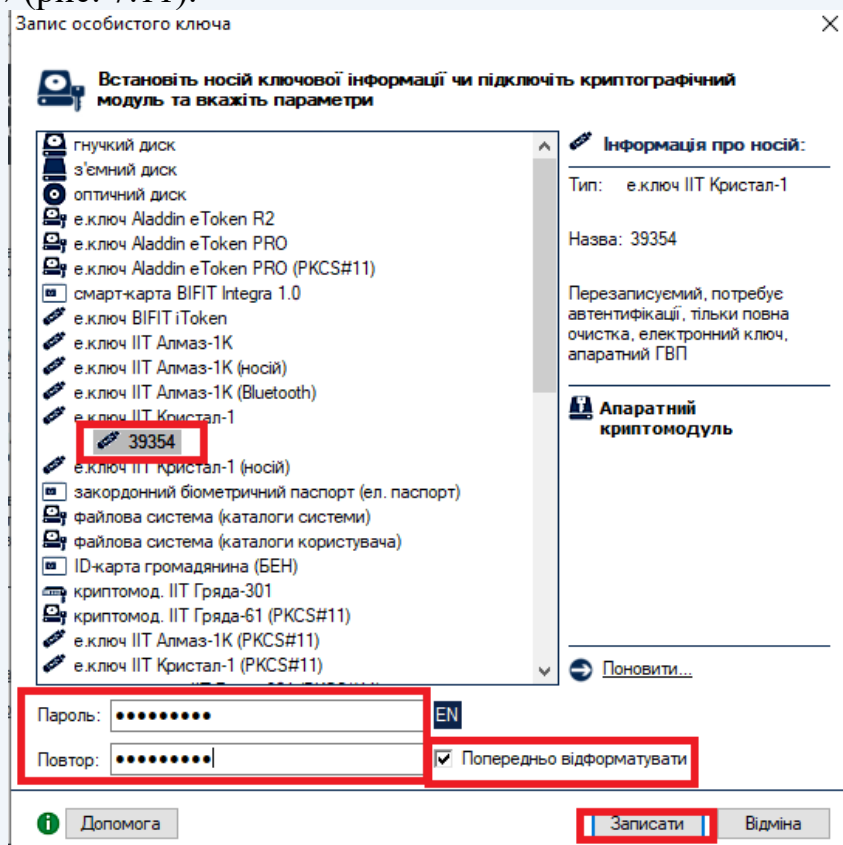 (рис. 7.11).
Запис особистого ключа
Встановіть носій ключової інформації чи підключіть криптографічний
модуль та вкажіть параметри
гнучкий диск
з'ємний диск
оптичний диск
е.ключ Aladdin eToken R2
е.ключ Aladdin eToken PRO
е.ключ Aladdin eToken PRO (PKCS#11)
смарт-карта BIFIT Integra 1.0
е.ключ BIFIT iToken
е.ключ ІІТ Алмаз-1К
е.ключ ІІТ Алмаз-1К (носій)
е.ключ ІІТ Алмаз-1К (Bluetooth)
е.ключ ІІТ Кристал-1
39354
е.ключ ІІТ Кристал-1 (носій)
закордонний біометричний паспорт (ел. паспорт)
файлова система (каталоги системи)
файлова система (каталоги користувача)
ID-карта громадянина (БЕН)
криптомод. ІІТ Гряда-301
криптомод. ІІТ Гряда-61 (PKCS#11)
е.ключ ІІТ Алмаз-1К (PKCS#11)
е.ключ ІІТ Кристал-1 (PKCS#11)
Інформація про носій:
Тип: е.ключ ІІТ Кристал-1
Назва: 39354
Перезаписуємий, потребує
автентифікації, тільки повна
очистка, електронний ключ,
апаратний ГВП
Апаратний
криптомодуль
Поновити...
Пароль: ●●●●●●●●● EN
Повтор: ●●●●●●●●● Попередньо відформатувати
Допомога Записати Відміна